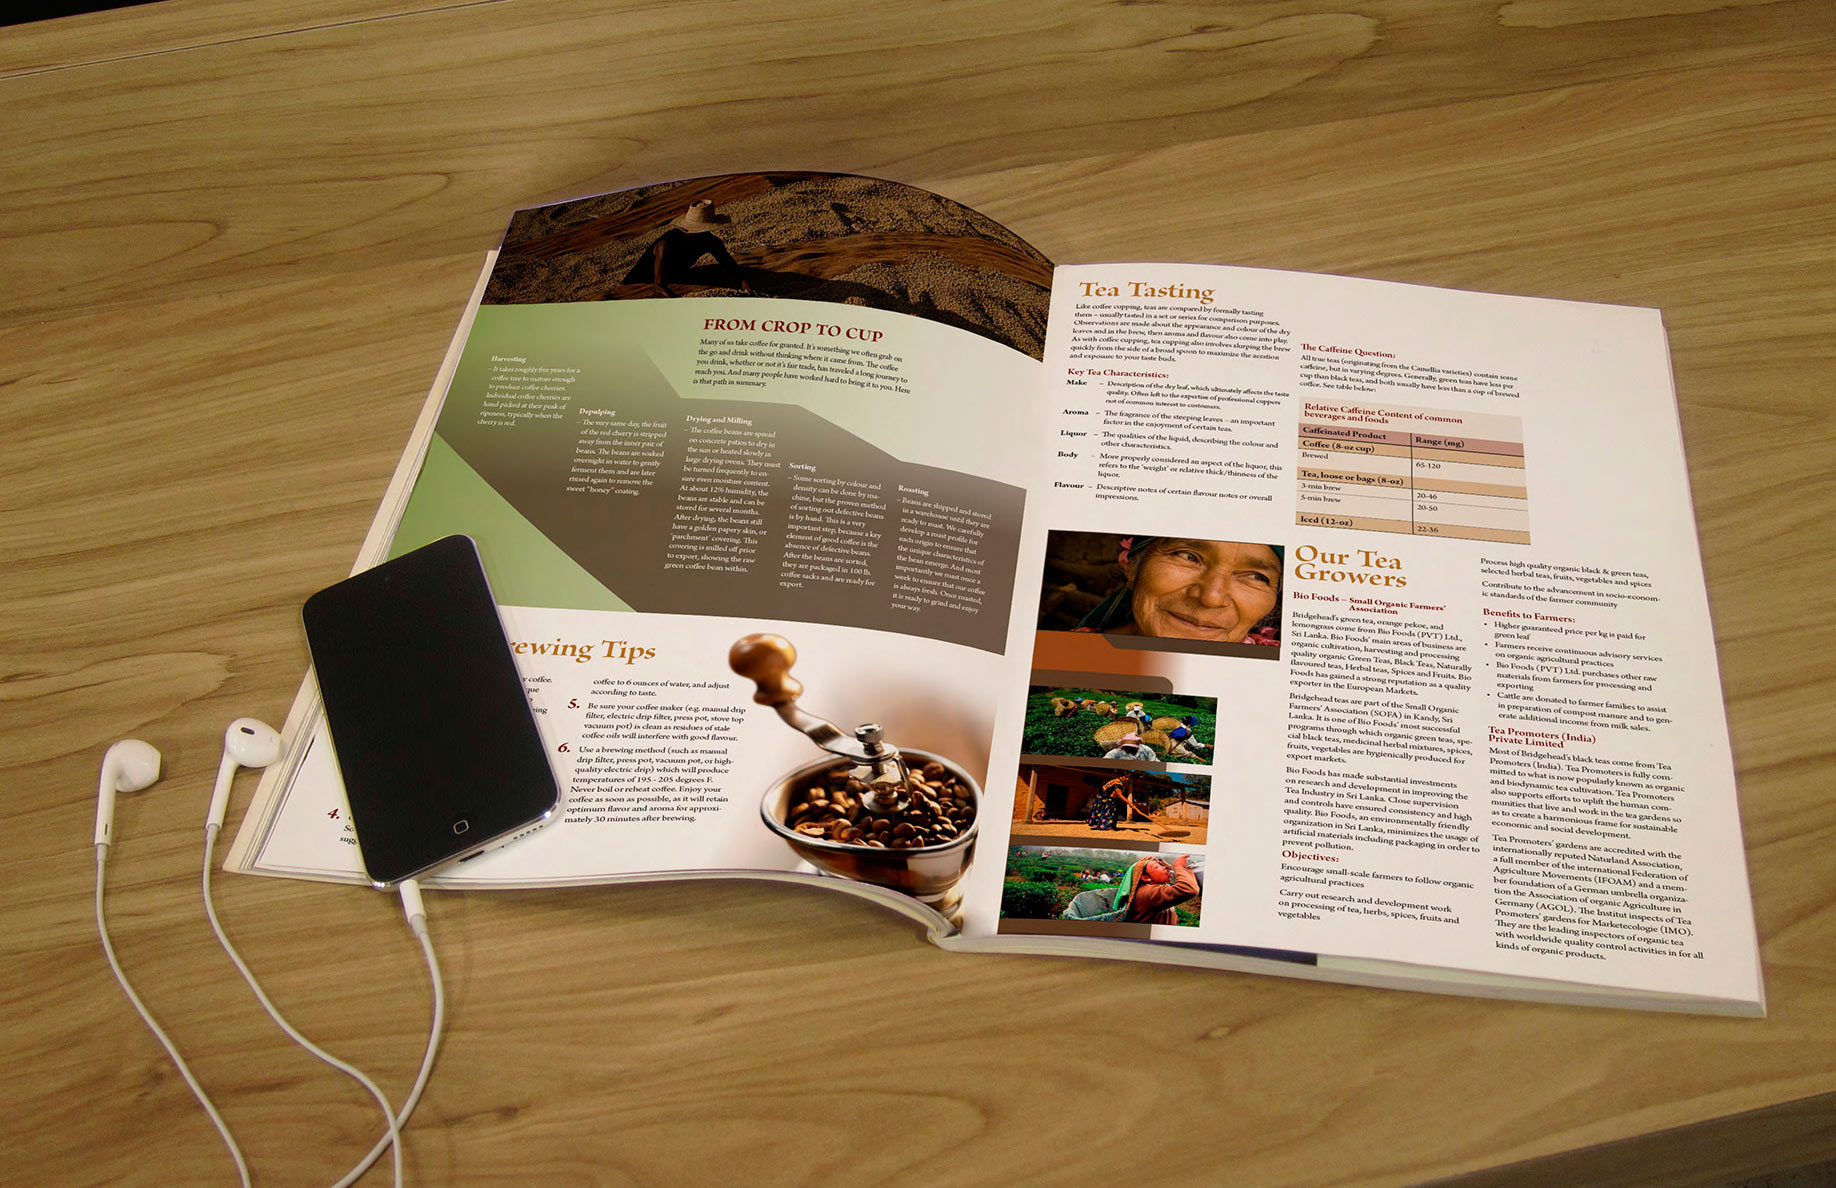 FROM CROP TO CUP
Many of us take coffee for granted. It's something we often grab on
the go and drink without thinking where it came from. The coffee
you drink, whether or not it's fair trade, has traveled a long journey to
reach you. And many people have worked hard to bring it to you. Here
is that path in summary.
Harvesting
– It takes roughly five years for a
coffee tree to mature enough
to produce coffee cherries.
Individual coffee cherries are
hand picked at their peak of
ripeness, typically when the
cherry is red.
Depulping
– The very same day, the fruit
of the red cherry is stripped
away from the inner pair of
beans. The beans are soaked
overnight in water to gently
ferment them and are later
rinsed again to remove the
sweet "honey" coating.
Drying and Milling
– The coffee beans are spread
on concrete patios to dry in
the sun or heated slowly in
large drying ovens. They must
be turned frequently to en-
sure even moisture content.
At about 12% humidity, the
beans are stable and can be
stored for several months.
After drying, the beans still
have a golden papery skin, or
'parchment' covering. This
covering is milled off prior
to export, showing the raw
green coffee bean within.
Sorting
– Some sorting by colour and
density can be done by ma-
chine, but the proven method
of sorting out defective beans
is by hand. This is a very
important step, because a key
element of good coffee is the
absence of defective beans.
After the beans are sorted,
they are packaged in 100 lb.
coffee sacks and are ready for
export.
Roasting
– Beans are shipped and stored
in a warehouse until they are
ready to roast. We carefully
develop a roast profile for
each origin to ensure that
the unique characteristics of
the bean emerge. And most
importantly we roast once a
week to ensure that our coffee
is always fresh. Once roasted,
it is ready to grind and enjoy
your way.
rewing Tips
y coffee.
que
ing
4.
So
sugg
coffee to 6 ounces of water, and adjust
according to taste.
5. Be sure your coffee maker (e.g. manual drip
filter, electric drip filter, press pot, stove top
vacuum pot) is clean as residues of stale
coffee oils will interfere with good flavour.
6. Use a brewing method (such as manual
drip filter, press pot, vacuum pot, or high-
quality electric drip) which will produce
temperatures of 195 - 205 degrees F.
Never boil or reheat coffee. Enjoy your
coffee as soon as possible, as it will retain
optimum flavor and aroma for approxi-
mately 30 minutes after brewing.
Tea Tasting
Like coffee cupping, teas are compared by formally tasting
them – usually tasted in a set or series for comparison purposes.
Observations are made about the appearance and colour of the dry
leaves and in the brew, then aroma and flavour also come into play.
As with coffee cupping, tea cupping also involves slurping the brew
quickly from the side of a broad spoon to maximize the aeration
and exposure to your taste buds.
Key Tea Characteristics:
Make – Description of the dry leaf, which ultimately affects the taste
quality. Often left to the expertise of professional cuppers
not of common interest to customers.
Aroma – The fragrance of the steeping leaves – an important
factor in the enjoyment of certain teas.
Liquor – The qualities of the liquid, describing the colour and
other characteristics.
Body – More properly considered an aspect of the liquor, this
refers to the 'weight' or relative thick/thinness of the
liquor.
Flavour – Descriptive notes of certain flavour notes or overall
impressions.
The Caffeine Question:
All true teas (originating from the Camellia varieties) contain some
caffeine, but in varying degrees. Generally, green teas have less per
cup than black teas, and both usually have less than a cup of brewed
coffee. See table below:
Relative Caffeine Content of common
beverages and foods
Caffeinated Product Range (mg)
Coffee (8-oz cup)
Brewed 65-120
Tea, loose or bags (8-oz)
3-min brew 20-46
5-min brew 20-50
Iced (12-oz) 22-36
Our Tea
Growers
Bio Foods – Small Organic Farmers'
Association
Bridgehead's green tea, orange pekoe, and
lemongrass come from Bio Foods (PVT) Ltd.,
Sri Lanka. Bio Foods' main areas of business are
organic cultivation, harvesting and processing
quality organic Green Teas, Black Teas, Naturally
flavoured teas, Herbal teas, Spices and Fruits. Bio
Foods has gained a strong reputation as a quality
exporter in the European Markets.
Bridgehead teas are part of the Small Organic
Farmers' Association (SOFA) in Kandy, Sri
Lanka. It is one of Bio Foods' most successful
programs through which organic green teas, spe-
cial black teas, medicinal herbal mixtures, spices,
fruits, vegetables are hygienically produced for
export markets.
Bio Foods has made substantial investments
on research and development in improving the
Tea Industry in Sri Lanka. Close supervision
and controls have ensured consistency and high
quality. Bio Foods, an environmentally friendly
organization in Sri Lanka, minimizes the usage of
artificial materials including packaging in order to
prevent pollution.
Objectives:
Encourage small-scale farmers to follow organic
agricultural practices
Carry out research and development work
on processing of tea, herbs, spices, fruits and
vegetables
Process high quality organic black & green teas,
selected herbal teas, fruits, vegetables and spices
Contribute to the advancement in socio-econom-
ic standards of the farmer community
Benefits to Farmers:
• Higher guaranteed price per kg is paid for
green leaf
• Farmers receive continuous advisory services
on organic agricultural practices
• Bio Foods (PVT) Ltd. purchases other raw
materials from farmers for processing and
exporting
• Cattle are donated to farmer families to assist
in preparation of compost manure and to gen-
erate additional income from milk sales.
Tea Promoters (India)
Private Limited
Most of Bridgehead's black teas come from Tea
Promoters (India). Tea Promoters is fully com-
mitted to what is now popularly known as organic
and biodynamic tea cultivation. Tea Promoters
also supports efforts to uplift the human com-
munities that live and work in the tea gardens so
as to create a harmonious frame for sustainable
economic and social development.
Tea Promoters' gardens are accredited with the
internationally reputed Naturland Association,
a full member of the international Federation of
Agriculture Movements (IFOAM) and a mem-
ber foundation of a German umbrella organiza-
tion the Association of organic Agriculture in
Germany (AGOL). The Institut inspects of Tea
Promoters' gardens for Marketecologie (IMO).
They are the leading inspectors of organic tea
with worldwide quality control activities in for all
kinds of organic products.